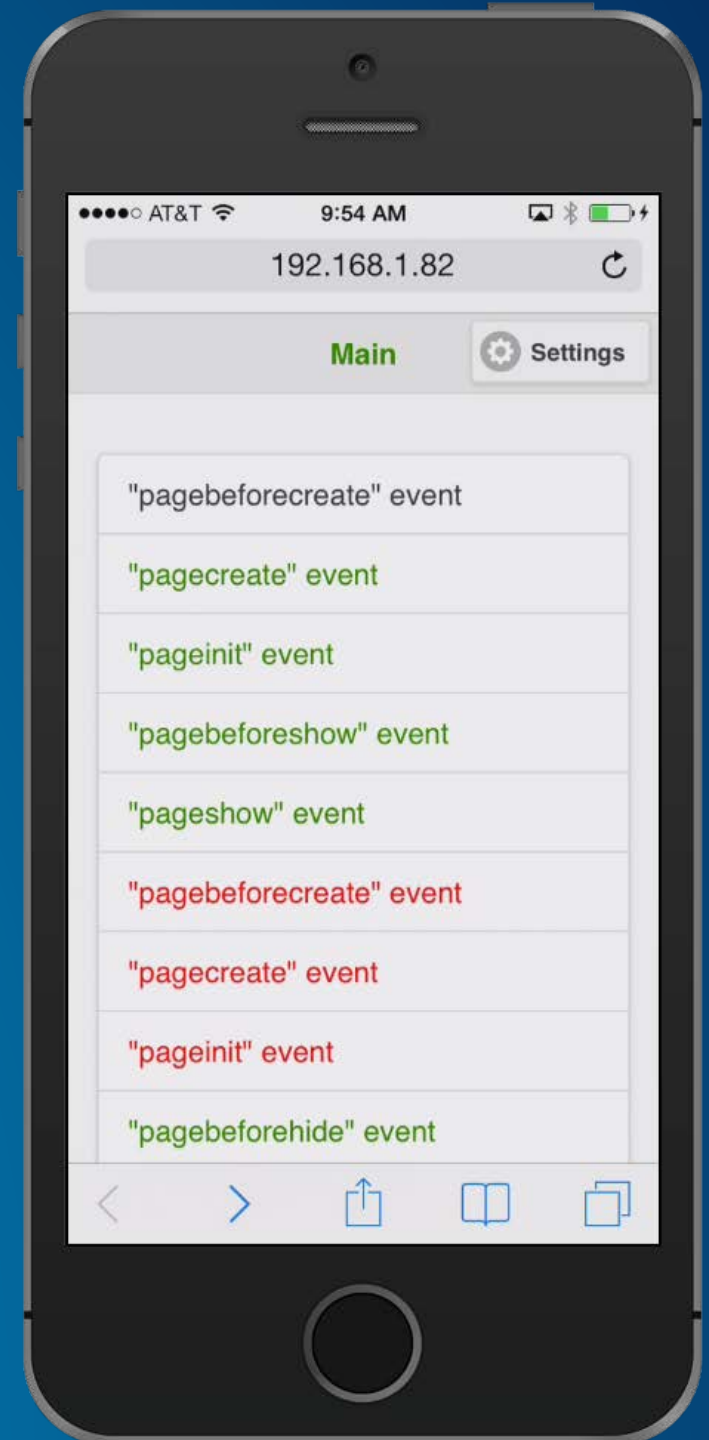 AT&T 9:54 AM
192.168.1.82
Main Settings
"pagebeforecreate" event
"pagecreate" event
"pageinit" event
"pagebeforeshow" event
"pageshow" event
"pagebeforecreate" event
"pagecreate" event
"pageinit" event
"pagebeforehide" event